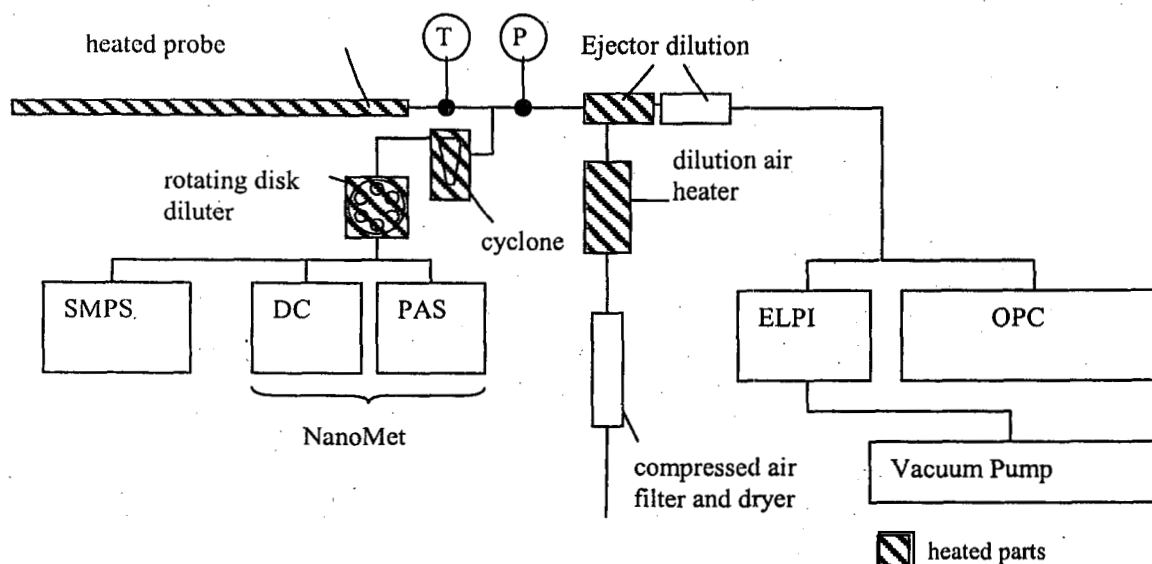 heated probe
T
P
Ejector dilution
rotating disk
diluter
cyclone
dilution air
heater
SMPS
DC
PAS
ELPI
OPC
NanoMet
compressed air
filter and dryer
Vacuum Pump
heated parts